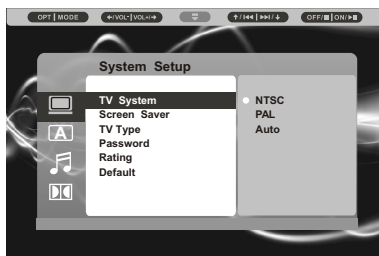 OPT MODE ←/VOL- VOL+/→ ↑/⏮ ⏭/↓ OFF/■ ON/▶⏸
System Setup
TV System
Screen Saver
TV Type
Password
Rating
Default
NTSC
PAL
Auto
A